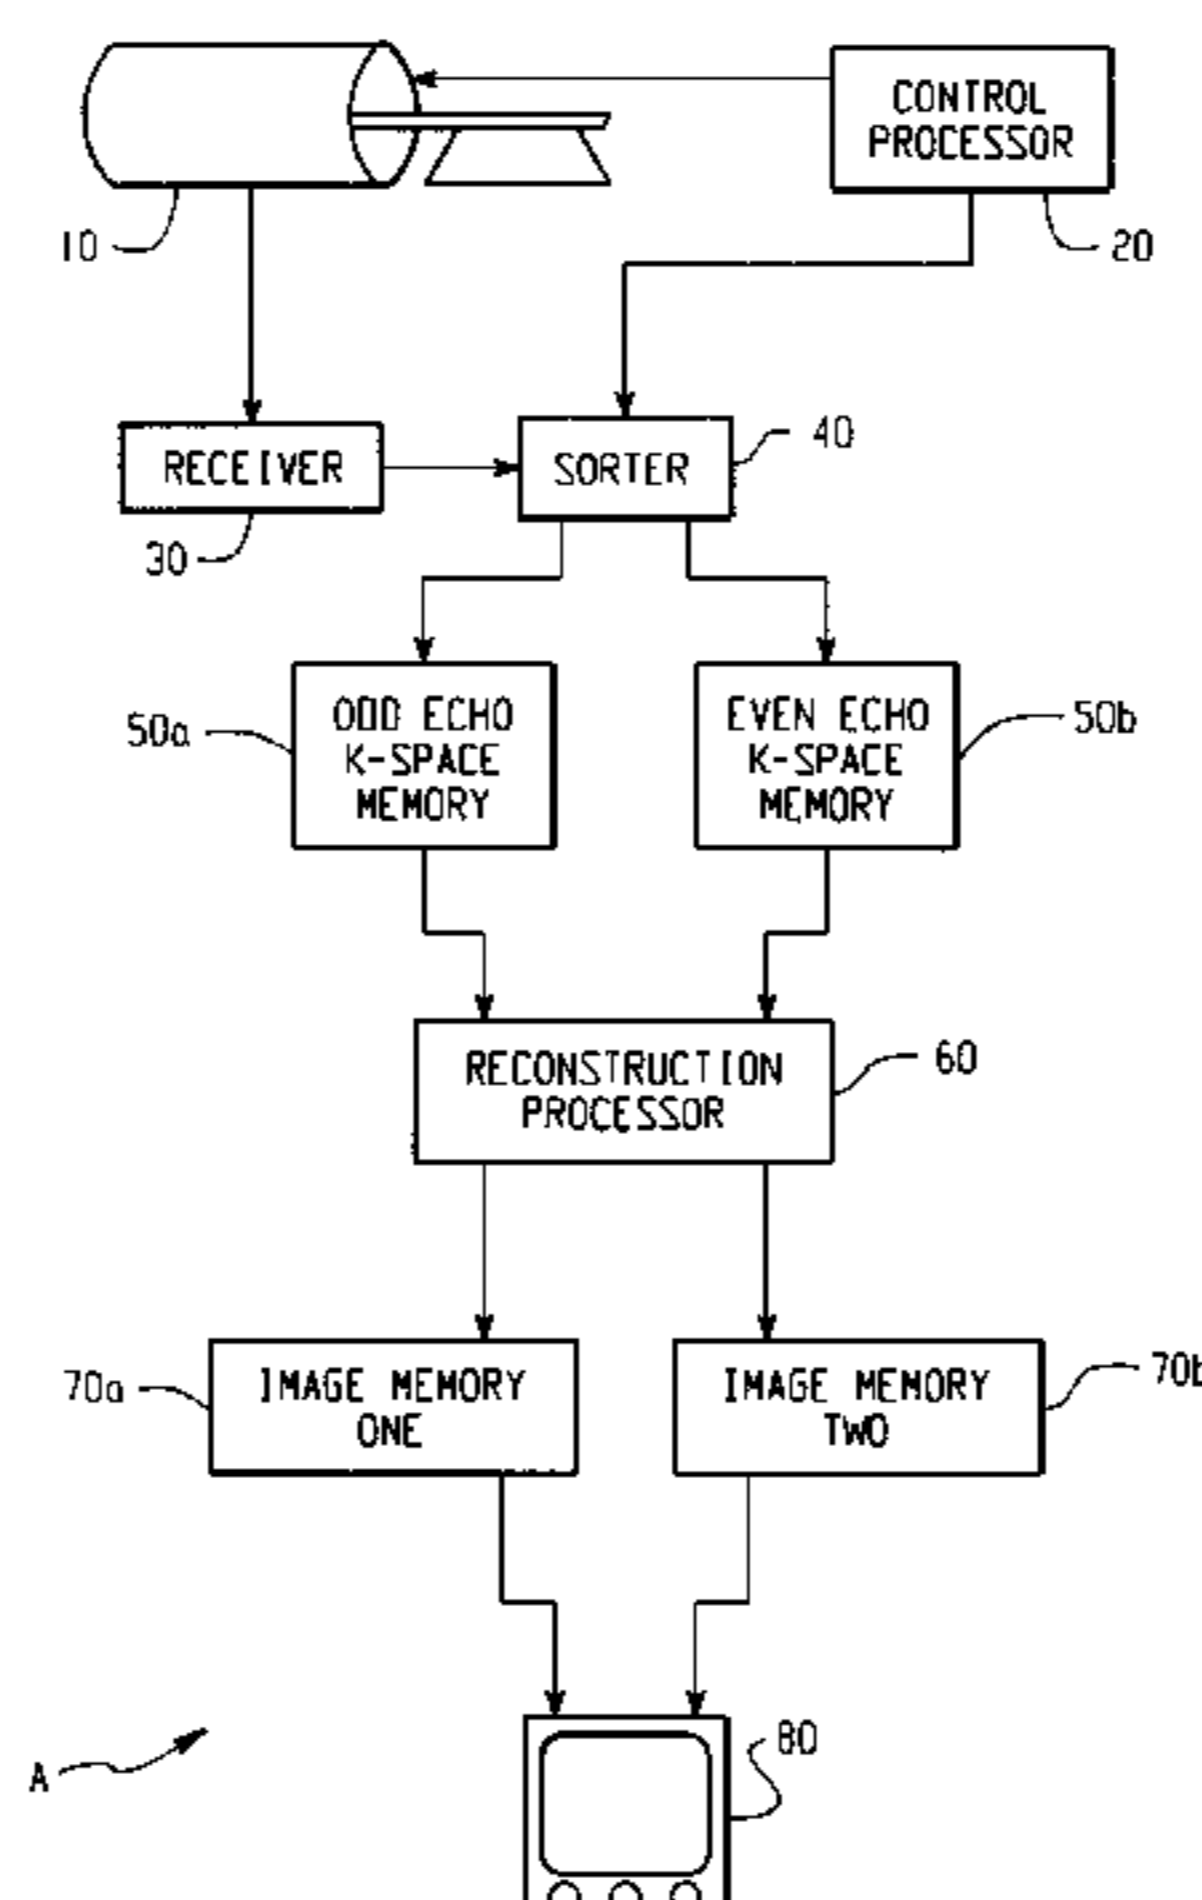 CONTROL
PROCESSOR
10
20
RECEIVER
SORTER
40
30
ODD ECHO
K-SPACE
MEMORY
50a
EVEN ECHO
K-SPACE
MEMORY
50b
RECONSTRUCTION
PROCESSOR
60
70a
IMAGE MEMORY
ONE
IMAGE MEMORY
TWO
70b
A
80